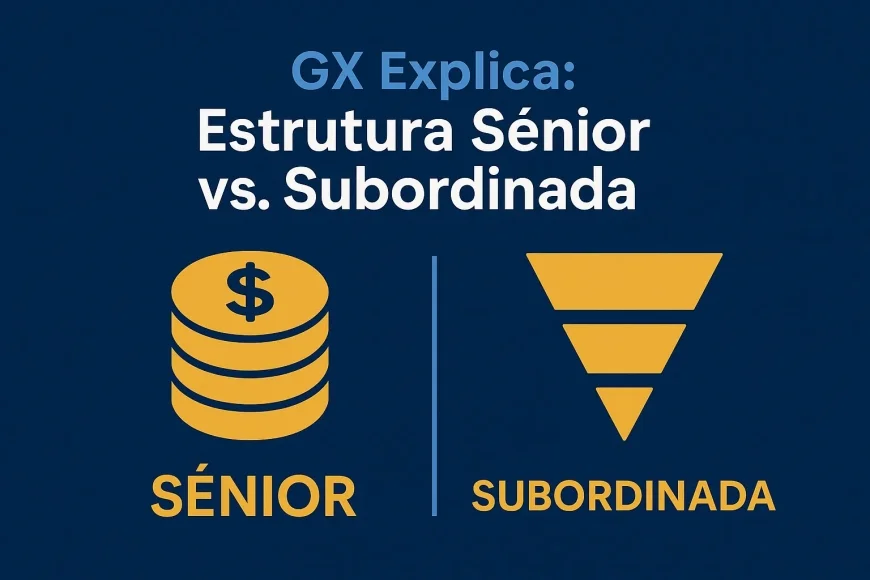 GX Explica:
Estrutura Sénior
vs. Subordinada
$
SÉNIOR
SUBORDINADA